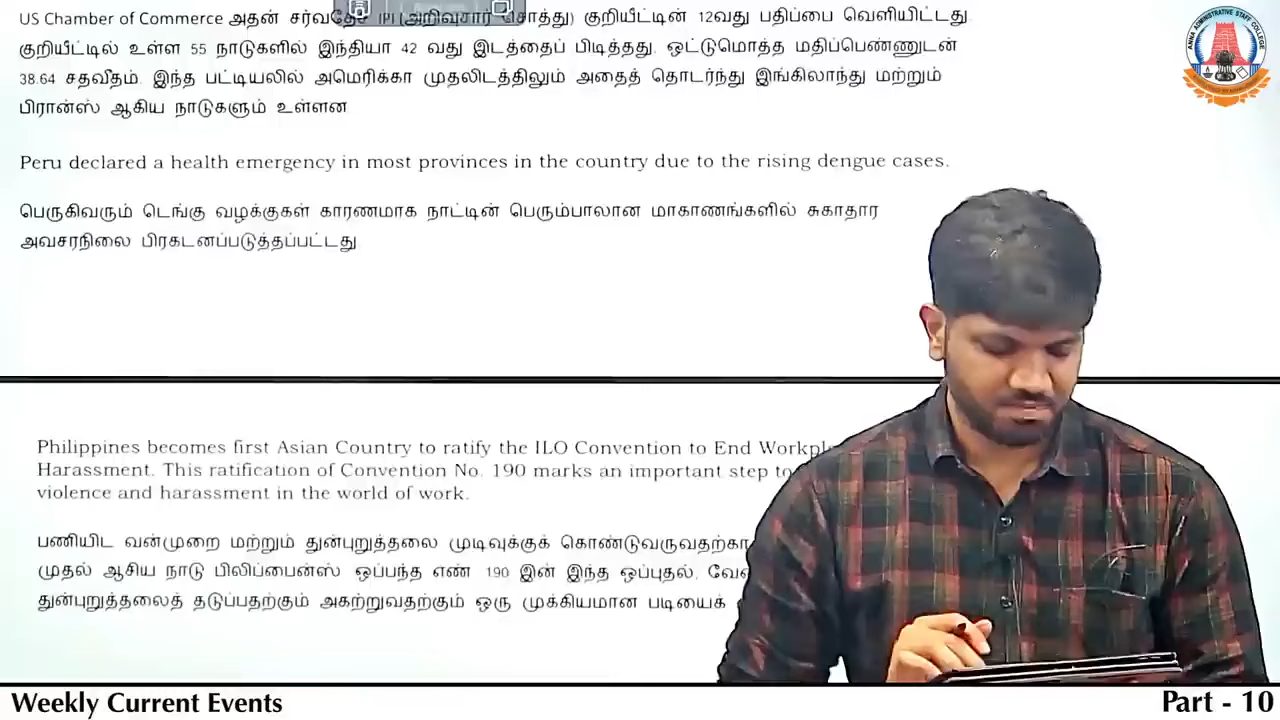 US Chamber of Commerce அதன் சர்வதேச IPI (அறிவுசார் சொத்து) குறியீட்டின் 12வது பதிப்பை வெளியிட்டது
குறியீட்டில் உள்ள 55 நாடுகளில் இந்தியா 42 வது இடத்தைப் பிடித்தது. ஒட்டுமொத்த மதிப்பெண்ணுடன்
38.64 சதவீதம். இந்த பட்டியலில் அமெரிக்கா முதலிடத்திலும் அதைத் தொடர்ந்து இங்கிலாந்து மற்றும்
பிரான்ஸ் ஆகிய நாடுகளும் உள்ளன
Peru declared a health emergency in most provinces in the country due to the rising dengue cases.
பெருகிவரும் டெங்கு வழக்குகள் காரணமாக நாட்டின் பெரும்பாலான மாகாணங்களில் சுகாதார
அவசரநிலை பிரகடனப்படுத்தப்பட்டது
Philippines becomes first Asian Country to ratify the ILO Convention to End
Harassment. This ratification of Convention No. 190 marks an important step
violence and harassment in the world of work.
பணியிட வன்முறை மற்றும் துன்புறுத்தலை முடிவுக்குக்
முதல் ஆசிய நாடு பிலிப்பைன்ஸ் ஒப்பந்த எண் 190 இன் இந்த ஒப்புதல்,
துன்புறுத்தலைத் தடுப்பதற்கும் அகற்றுவதற்கும் ஒரு முக்கியமான படியைக்
ANNA ADMINISTRATIVE STAFF COLLEGE
Weekly Current Events
Part - 10